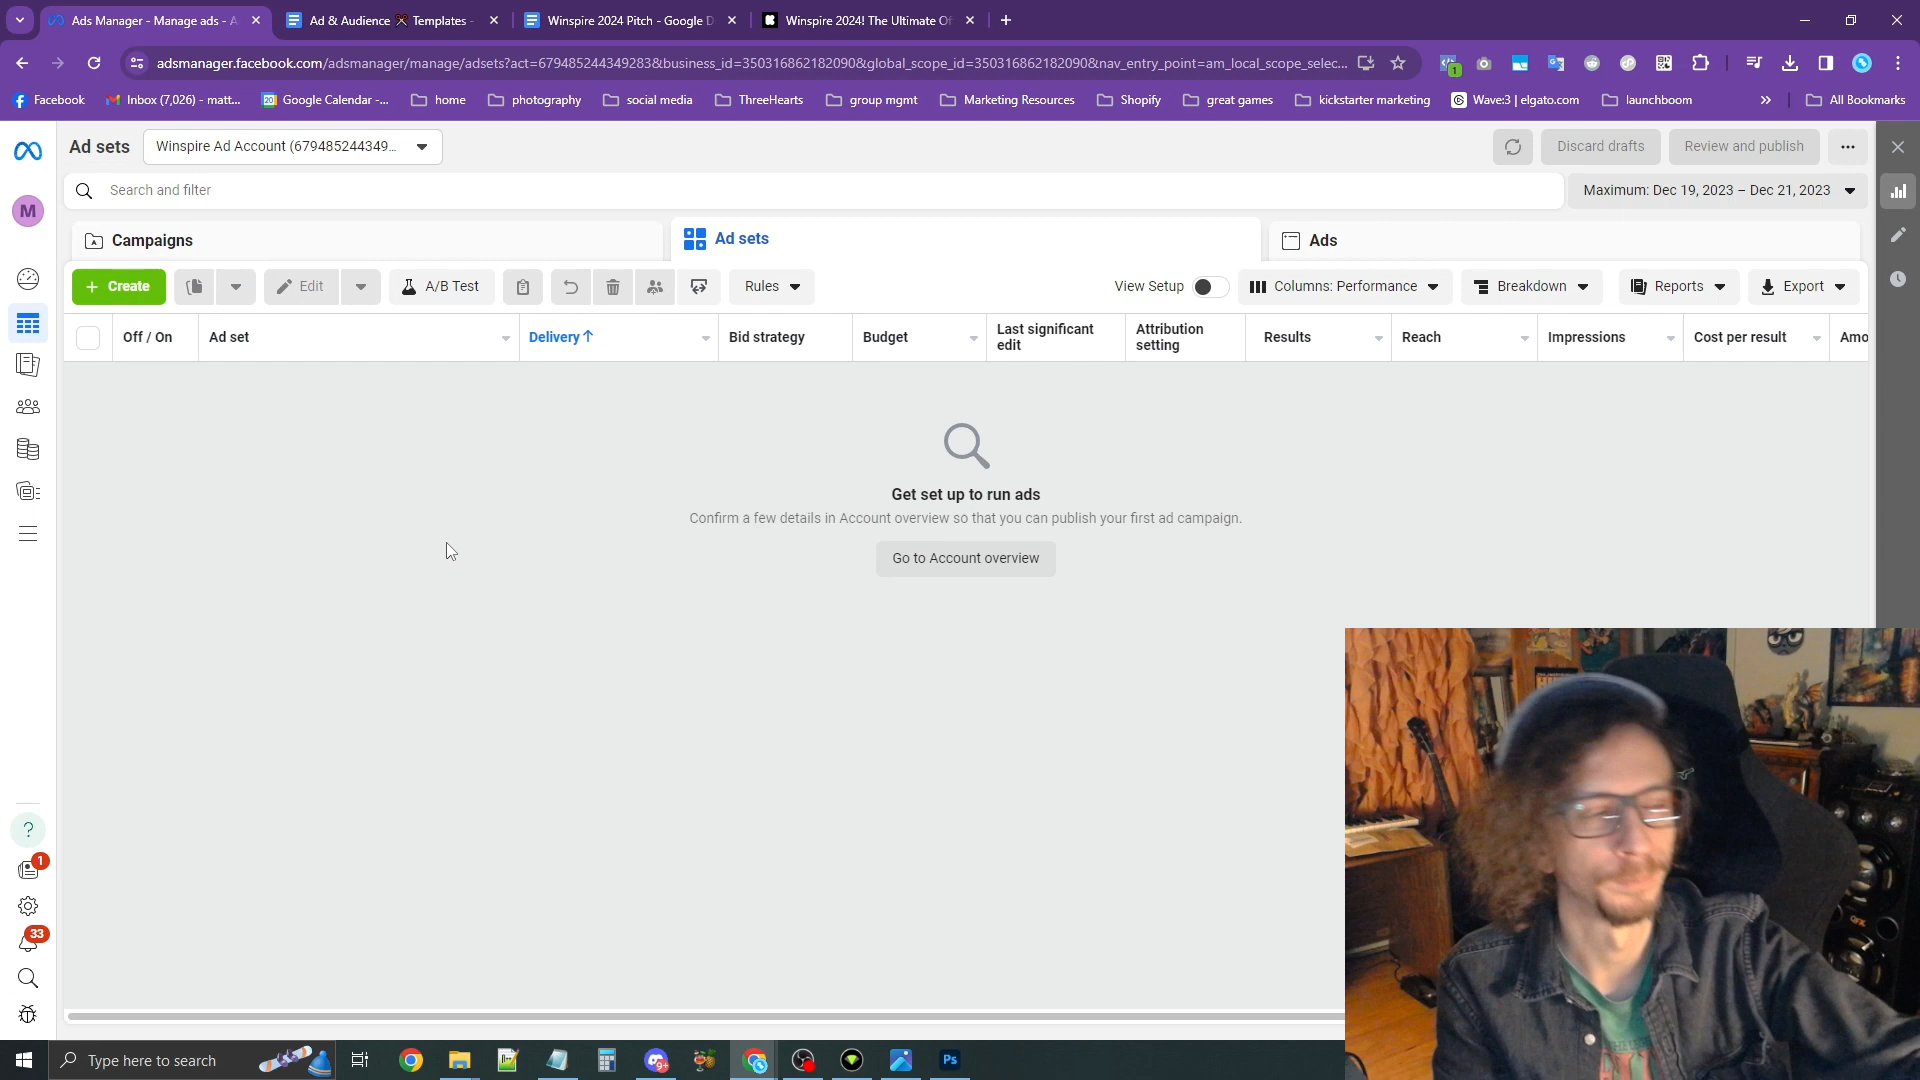 Ads Manager - Manage ads - A
Ad & Audience Templates -
Winspire 2024 Pitch - Google D
Winspire 2024! The Ultimate Of
adsmanager.facebook.com/adsmanager/manage/adsets?act=679485244349283&business_id=350316862182090&global_scope_id=350316862182090&nav_entry_point=am_local_scope_selec...
1
Facebook
Inbox (7,026) - matt...
20
Google Calendar -...
home
photography
social media
ThreeHearts
group mgmt
Marketing Resources
Shopify
great games
kickstarter marketing
Wave:3 | elgato.com
launchboom
»
All Bookmarks
Ad sets
Winspire Ad Account (679485244349...
Discard drafts
Review and publish
...
M
Search and filter
Maximum: Dec 19, 2023 – Dec 21, 2023
Campaigns
Ad sets
Ads
+ Create
Edit
A/B Test
Rules
View Setup
Columns: Performance
Breakdown
Reports
Export
Off / On
Ad set
Delivery ↑
Bid strategy
Budget
Last significant edit
Attribution setting
Results
Reach
Impressions
Cost per result
Amo
Get set up to run ads
Confirm a few details in Account overview so that you can publish your first ad campaign.
Go to Account overview
?
1
33
Type here to search
9+
Ps